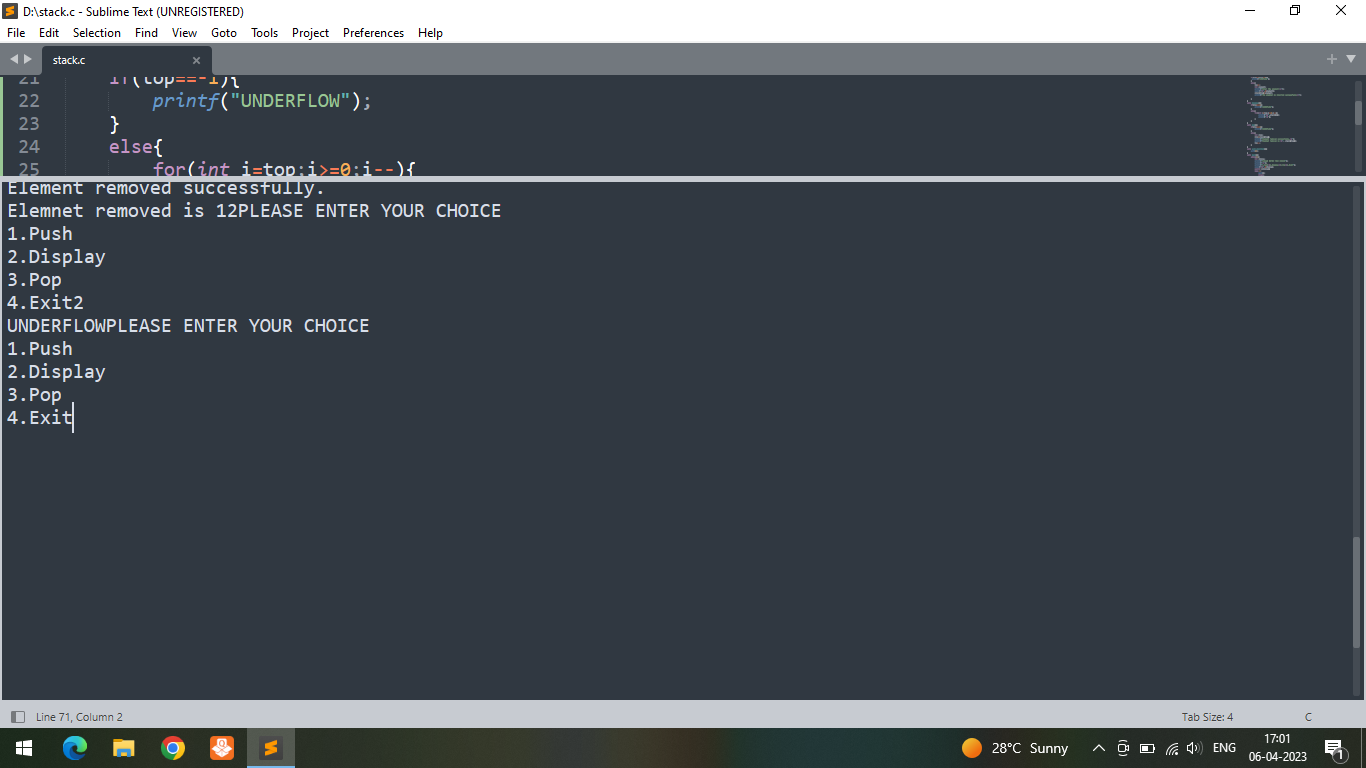 D:\stack.c - Sublime Text (UNREGISTERED)
File Edit Selection Find View Goto Tools Project Preferences Help
stack.c
21 if(top==-1){
22 printf("UNDERFLOW");
23 }
24 else{
25 for(int i=top;i>=0;i--){
Element removed successfully.
Elemnet removed is 12PLEASE ENTER YOUR CHOICE
1.Push
2.Display
3.Pop
4.Exit2
UNDERFLOWPLEASE ENTER YOUR CHOICE
1.Push
2.Display
3.Pop
4.Exit
Line 71, Column 2 Tab Size: 4 C
28°C Sunny ENG 17:01
06-04-2023 1